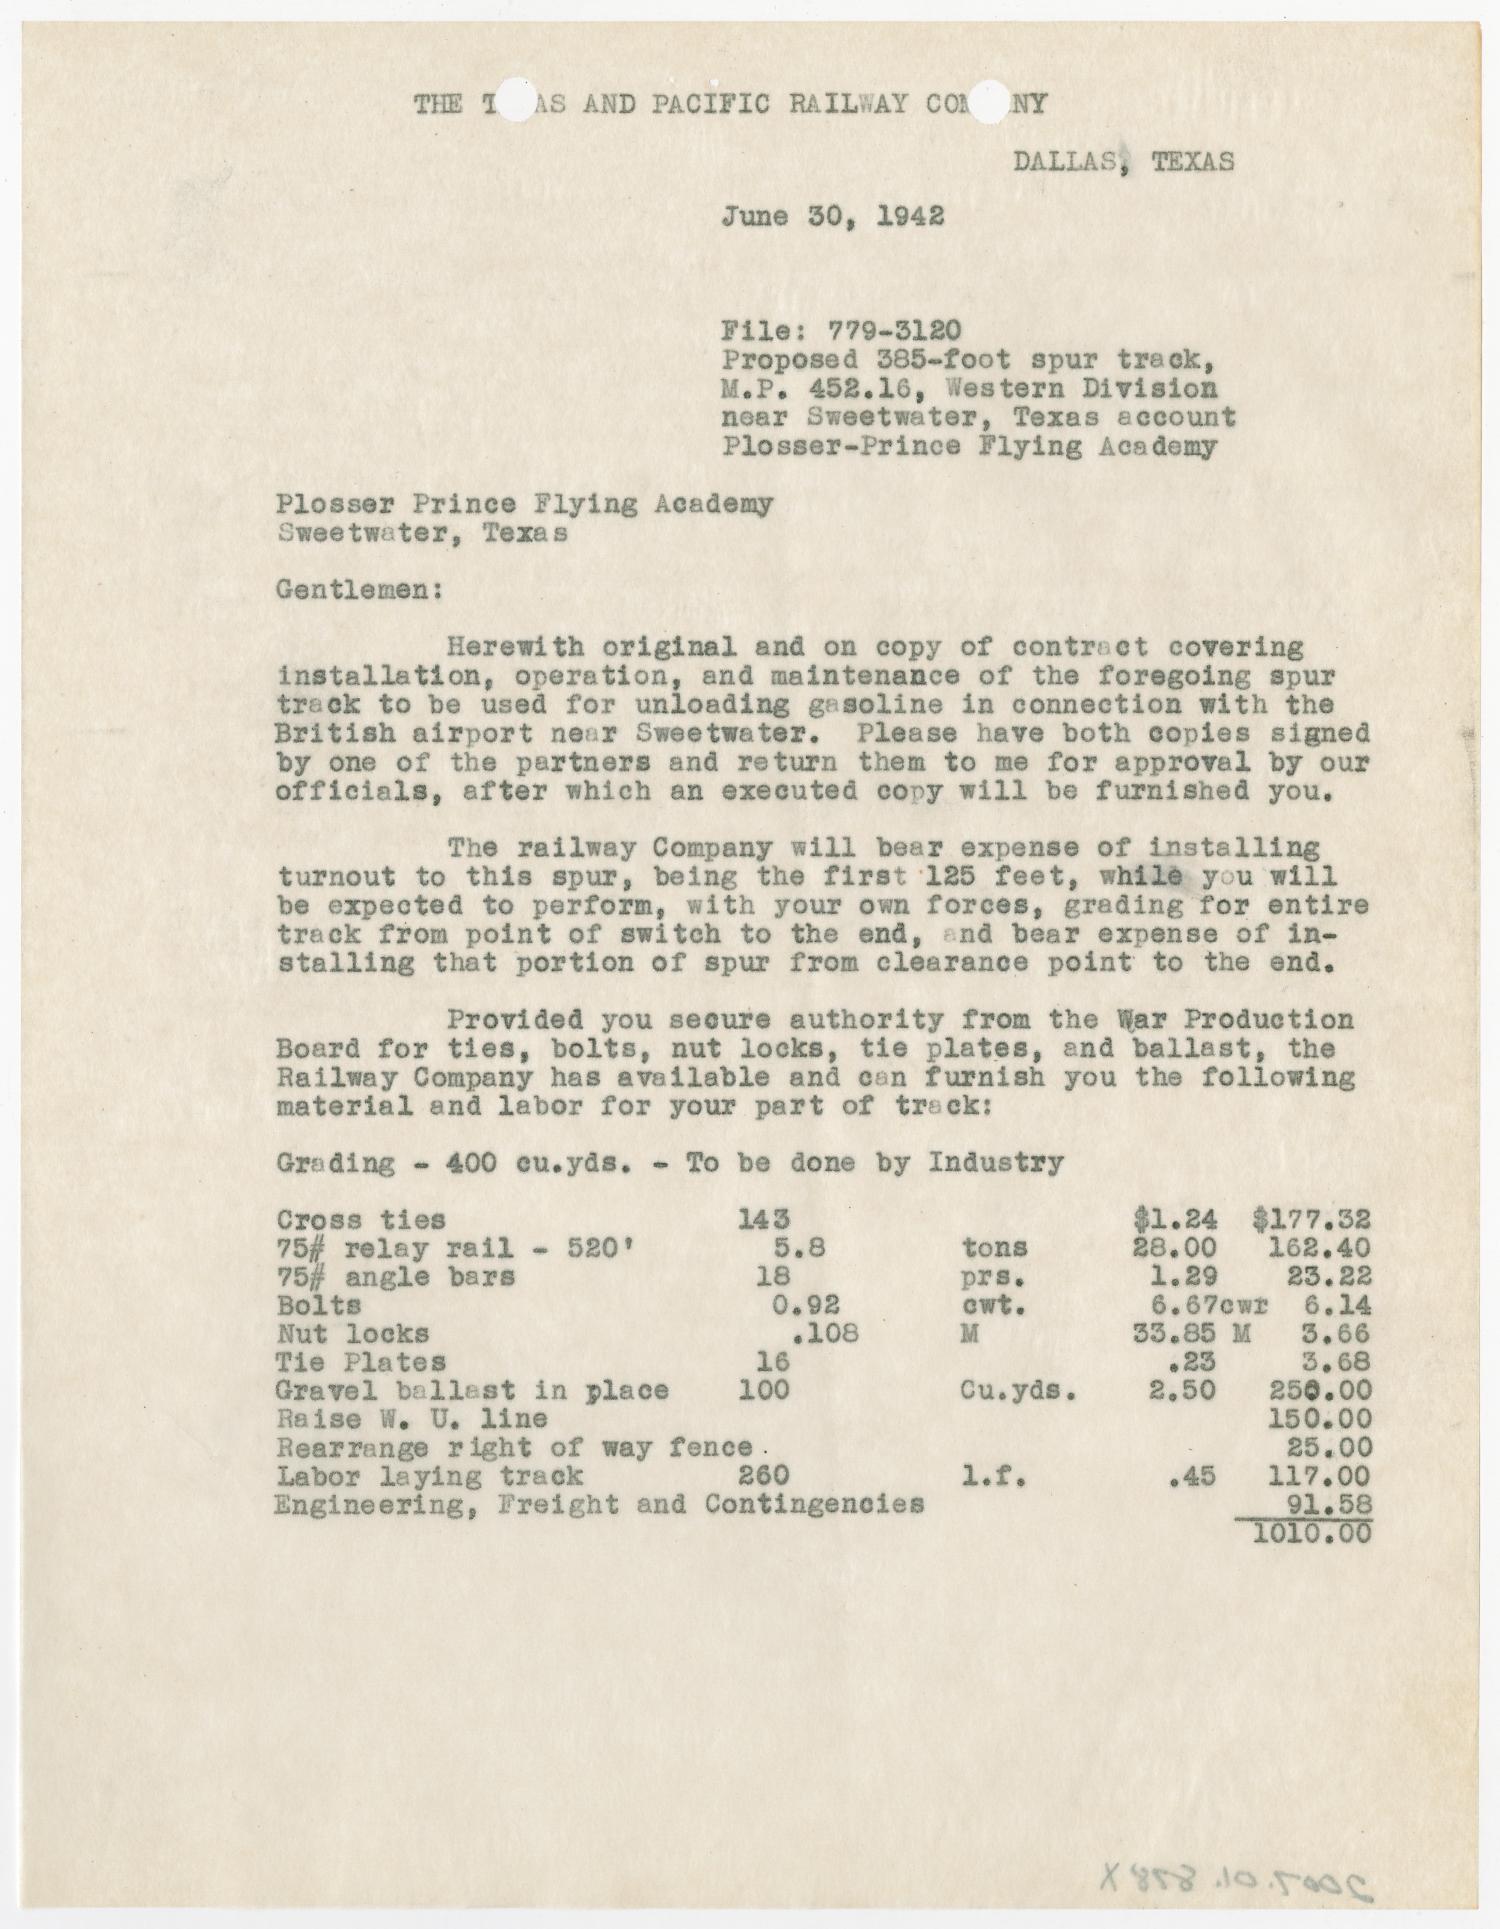 THE T AS AND PACIFIC RAILWAY COM NY
DALLAS, TEXAS
June 30, 1942
File: 779-3120
Proposed 385-foot spur track,
M.P. 452.16, Western Division
near Sweetwater, Texas account
Plosser-Prince Flying Academy
Plosser Prince Flying Academy
Sweetwater, Texas
Gentlemen:
Herewith original and on copy of contract covering
installation, operation, and maintenance of the foregoing spur
track to be used for unloading gasoline in connection with the
British airport near Sweetwater. Please have both copies signed
by one of the partners and return them to me for approval by our
officials, after which an executed copy will be furnished you.
The railway Company will bear expense of installing
turnout to this spur, being the first 125 feet, while you will
be expected to perform, with your own forces, grading for entire
track from point of switch to the end, and bear expense of in-
stalling that portion of spur from clearance point to the end.
Provided you secure authority from the War Production
Board for ties, bolts, nut locks, tie plates, and ballast, the
Railway Company has available and can furnish you the following
material and labor for your part of track:
Grading - 400 cu.yds. - To be done by Industry
Cross ties 143 $1.24 $177.32
75# relay rail - 520' 5.8 tons 28.00 162.40
75# angle bars 18 prs. 1.29 23.22
Bolts 0.92 cwt. 6.67cwt 6.14
Nut locks .108 M 33.85 M 3.66
Tie Plates 16 .23 3.68
Gravel ballast in place 100 Cu.yds. 2.50 250.00
Raise W. U. line 150.00
Rearrange right of way fence 25.00
Labor laying track 260 l.f. .45 117.00
Engineering, Freight and Contingencies 91.58
1010.00
2007.01.878 X